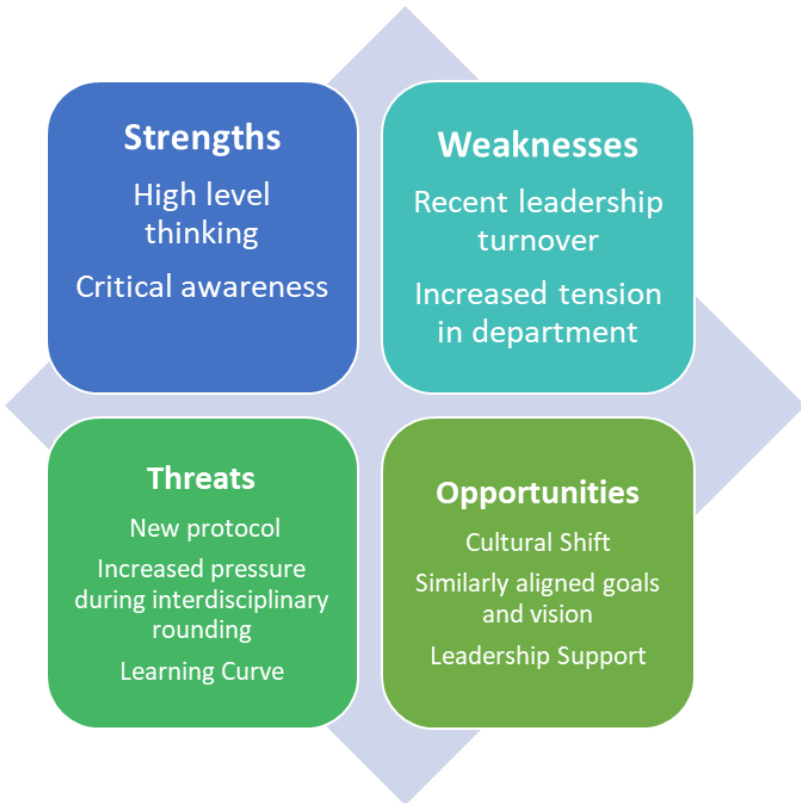 Strengths
High level
thinking
Critical awareness
Weaknesses
Recent leadership
turnover
Increased tension
in department
Threats
New protocol
Increased pressure
during interdisciplinary
rounding
Learning Curve
Opportunities
Cultural Shift
Similarly aligned goals
and vision
Leadership Support